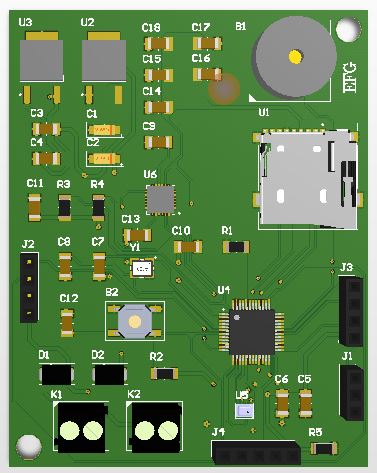 U3 U2 C18 C17 B1
C15 C16
EFG
C14
C3 C1 U1
C9
C4 C2
U6
C11 R3 R4
C13
J2 C8 C7 Y1 C10 R1
J3
B2 U4
C12
D1 D2 R2 J1
U5 C6 C5
K1 K2
J4 R5